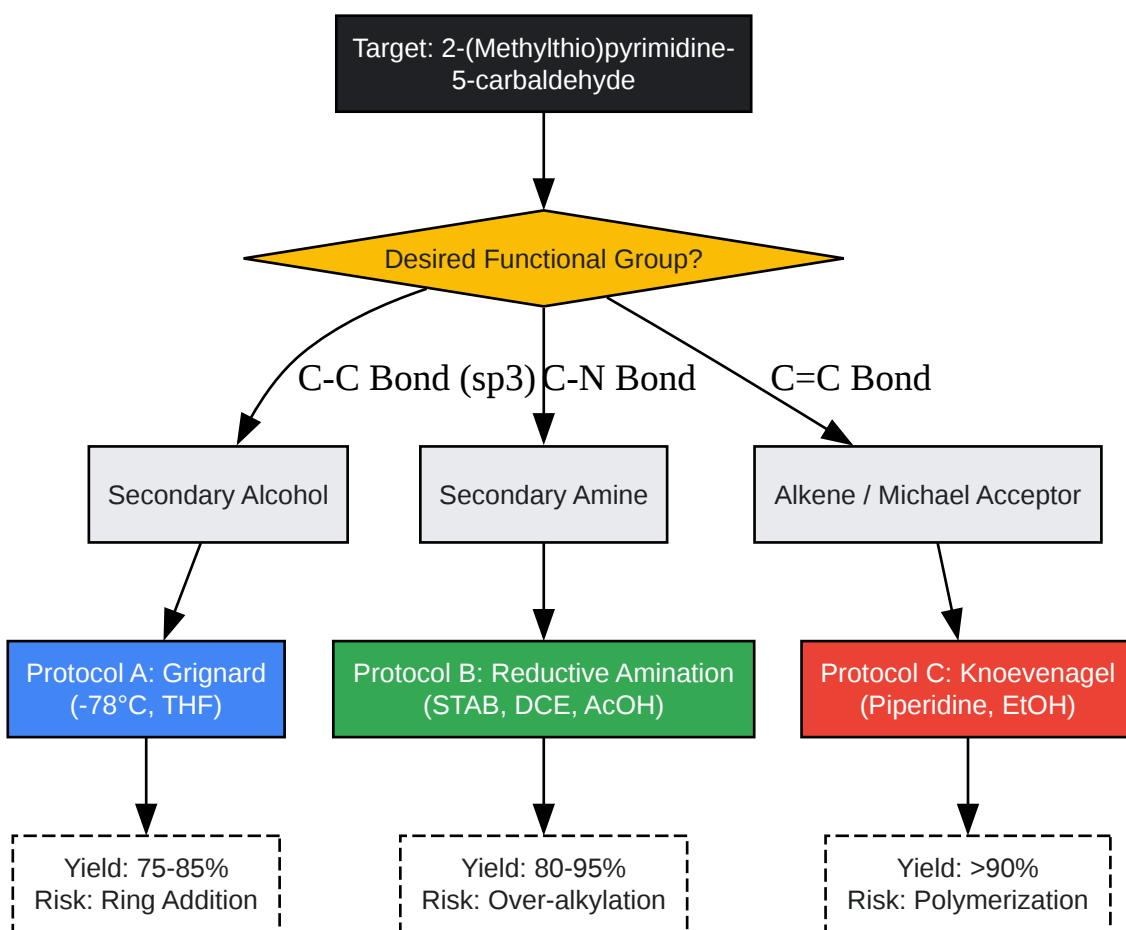 Target: 2-(Methylthio)pyrimidine-
5-carbaldehyde
Desired Functional Group?
C-C Bond (sp3)
C-N Bond
C=C Bond
Secondary Alcohol
Secondary Amine
Alkene / Michael Acceptor
Protocol A: Grignard
(-78°C, THF)
Protocol B: Reductive Amination
(STAB, DCE, AcOH)
Protocol C: Knoevenagel
(Piperidine, EtOH)
Yield: 75-85%
Risk: Ring Addition
Yield: 80-95%
Risk: Over-alkylation
Yield: >90%
Risk: Polymerization